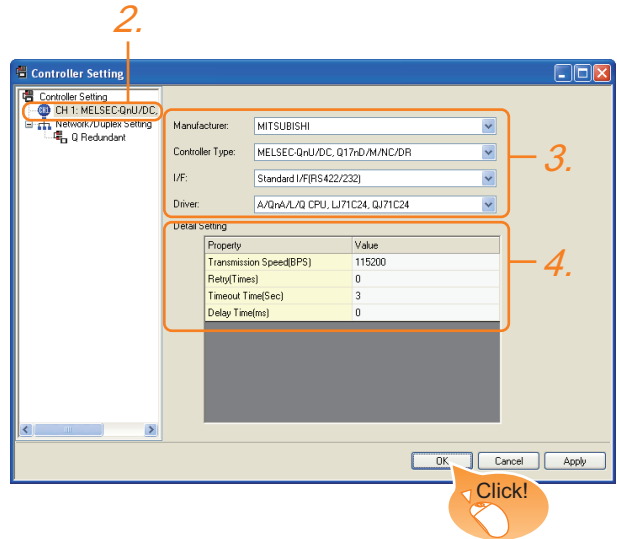 2.
Controller Setting
Controller Setting
CH 1: MELSEC-QnU/DC,
Network/Duplex Setting
Q Redundant
Manufacturer: MITSUBISHI
Controller Type: MELSEC-QnU/DC, Q17nD/M/NC/DR
3.
I/F: Standard I/F(RS422/232)
Driver: A/QnA/L/Q CPU, LJ71C24, QJ71C24
Detail Setting
Property Value
Transmission Speed(BPS) 115200
4.
Retry(Times) 0
Timeout Time(Sec) 3
Delay Time(ms) 0
OK Cancel Apply
Click!